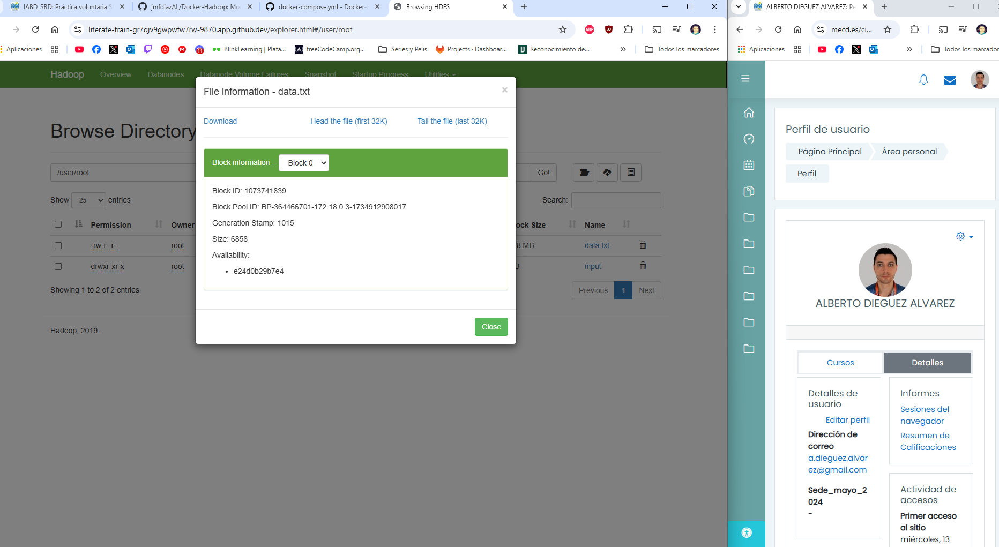 IABD_SBD: Práctica voluntaria S
jmfdiazAL/Docker-Hadoop: Mo
docker-compose.yml - Docker-
Browsing HDFS
literate-train-gr7qjv9gwpwfw7rw-9870.app.github.dev/explorer.html#/user/root
Aplicaciones
BlinkLearning | Plata...
freeCodeCamp.org...
Series y Pelis
Projects · Dashboar...
Reconocimiento de...
Todos los marcadores
Hadoop Overview Datanodes Datanode Volume Failures Snapshot Startup Progress Utilities
File information - data.txt
Download Head the file (first 32K) Tail the file (last 32K)
Browse Directory
Block information -- Block 0
/user/root
Go!
Block ID: 1073741839
Show 25 entries
Search:
Block Pool ID: BP-364466701-172.18.0.3-1734912908017
Generation Stamp: 1015
Permission Owner
ock Size Name
Size: 6858
-rw-r--r-- root
8 MB data.txt
Availability:
drwxr-xr-x root
B input
e24d0b29b7e4
Showing 1 to 2 of 2 entries
Previous 1 Next
Close
Hadoop, 2019.
ALBERTO DIEGUEZ ALVAREZ: Pe
mecd.es/ci...
Aplicaciones
Todos los marcador
Perfil de usuario
Página Principal
Área personal
Perfil
ALBERTO DIEGUEZ ALVAREZ
Cursos
Detalles
Detalles de
usuario
Editar perfil
Dirección de
correo
a.dieguez.alvar
ez@gmail.com
Sede_mayo_2
024
-
Informes
Sesiones del
navegador
Resumen de
Calificaciones
Actividad de
accesos
Primer acceso
al sitio
miércoles, 13